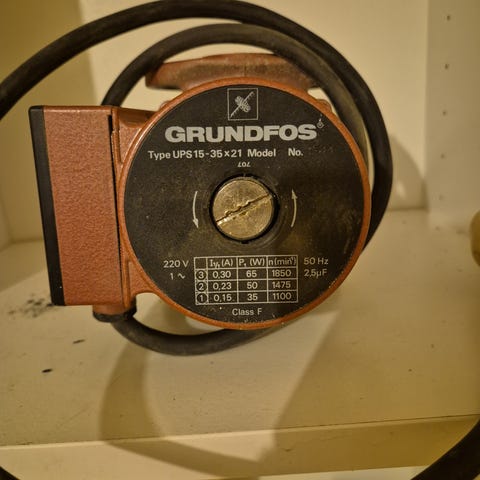 GRUNDFOS
Type UPS 15-35 x 21 Model No.
707
220 V
1 ~
I₁/₁ (A) P₁ (W) n(min⁻¹)
3 0,30 65 1850
2 0,23 50 1475
1 0,15 35 1100
50 Hz
2,5µF
Class F